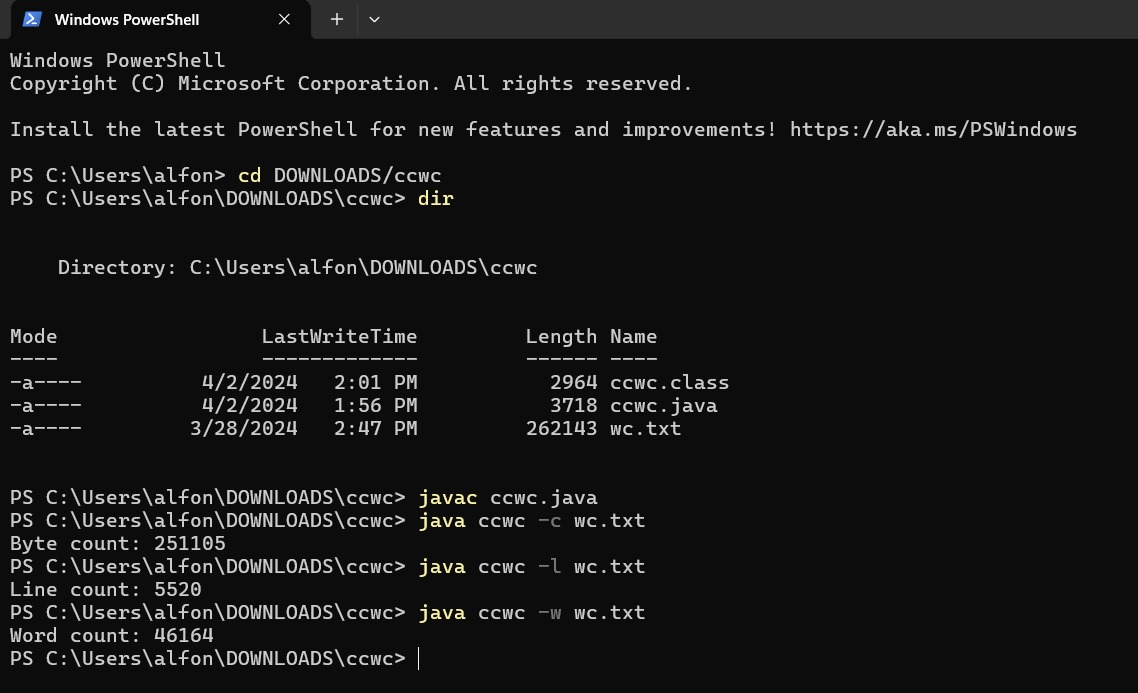 Windows PowerShell
Windows PowerShell
Copyright (C) Microsoft Corporation. All rights reserved.
Install the latest PowerShell for new features and improvements! https://aka.ms/PSWindows
PS C:\Users\alfon> cd DOWNLOADS/ccwc
PS C:\Users\alfon\DOWNLOADS\ccwc> dir
Directory: C:\Users\alfon\DOWNLOADS\ccwc
Mode LastWriteTime Length Name
---- ------------- ------ ----
-a---- 4/2/2024 2:01 PM 2964 ccwc.class
-a---- 4/2/2024 1:56 PM 3718 ccwc.java
-a---- 3/28/2024 2:47 PM 262143 wc.txt
PS C:\Users\alfon\DOWNLOADS\ccwc> javac ccwc.java
PS C:\Users\alfon\DOWNLOADS\ccwc> java ccwc -c wc.txt
Byte count: 251105
PS C:\Users\alfon\DOWNLOADS\ccwc> java ccwc -l wc.txt
Line count: 5520
PS C:\Users\alfon\DOWNLOADS\ccwc> java ccwc -w wc.txt
Word count: 46164
PS C:\Users\alfon\DOWNLOADS\ccwc>